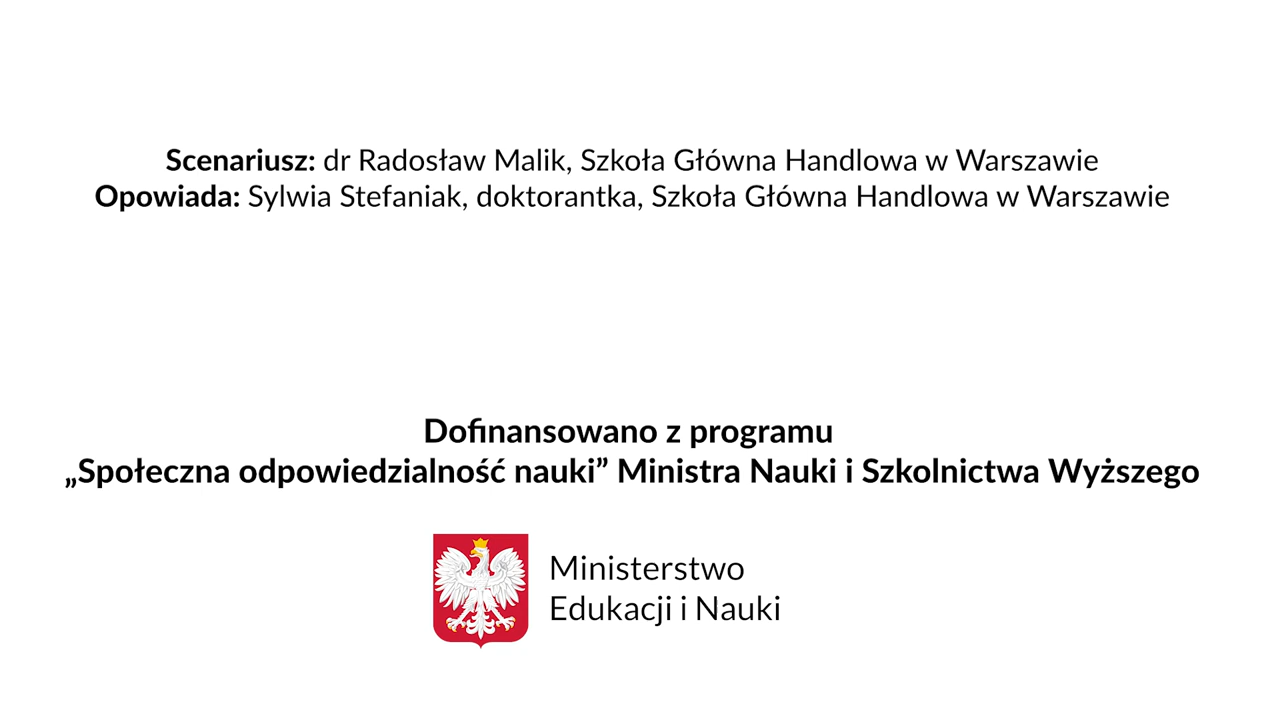 Scenariusz: dr Radosław Malik, Szkoła Główna Handlowa w Warszawie
Opowiada: Sylwia Stefaniak, doktorantka, Szkoła Główna Handlowa w Warszawie
Dofinansowano z programu
„Społeczna odpowiedzialność nauki” Ministra Nauki i Szkolnictwa Wyższego
Ministerstwo
Edukacji i Nauki